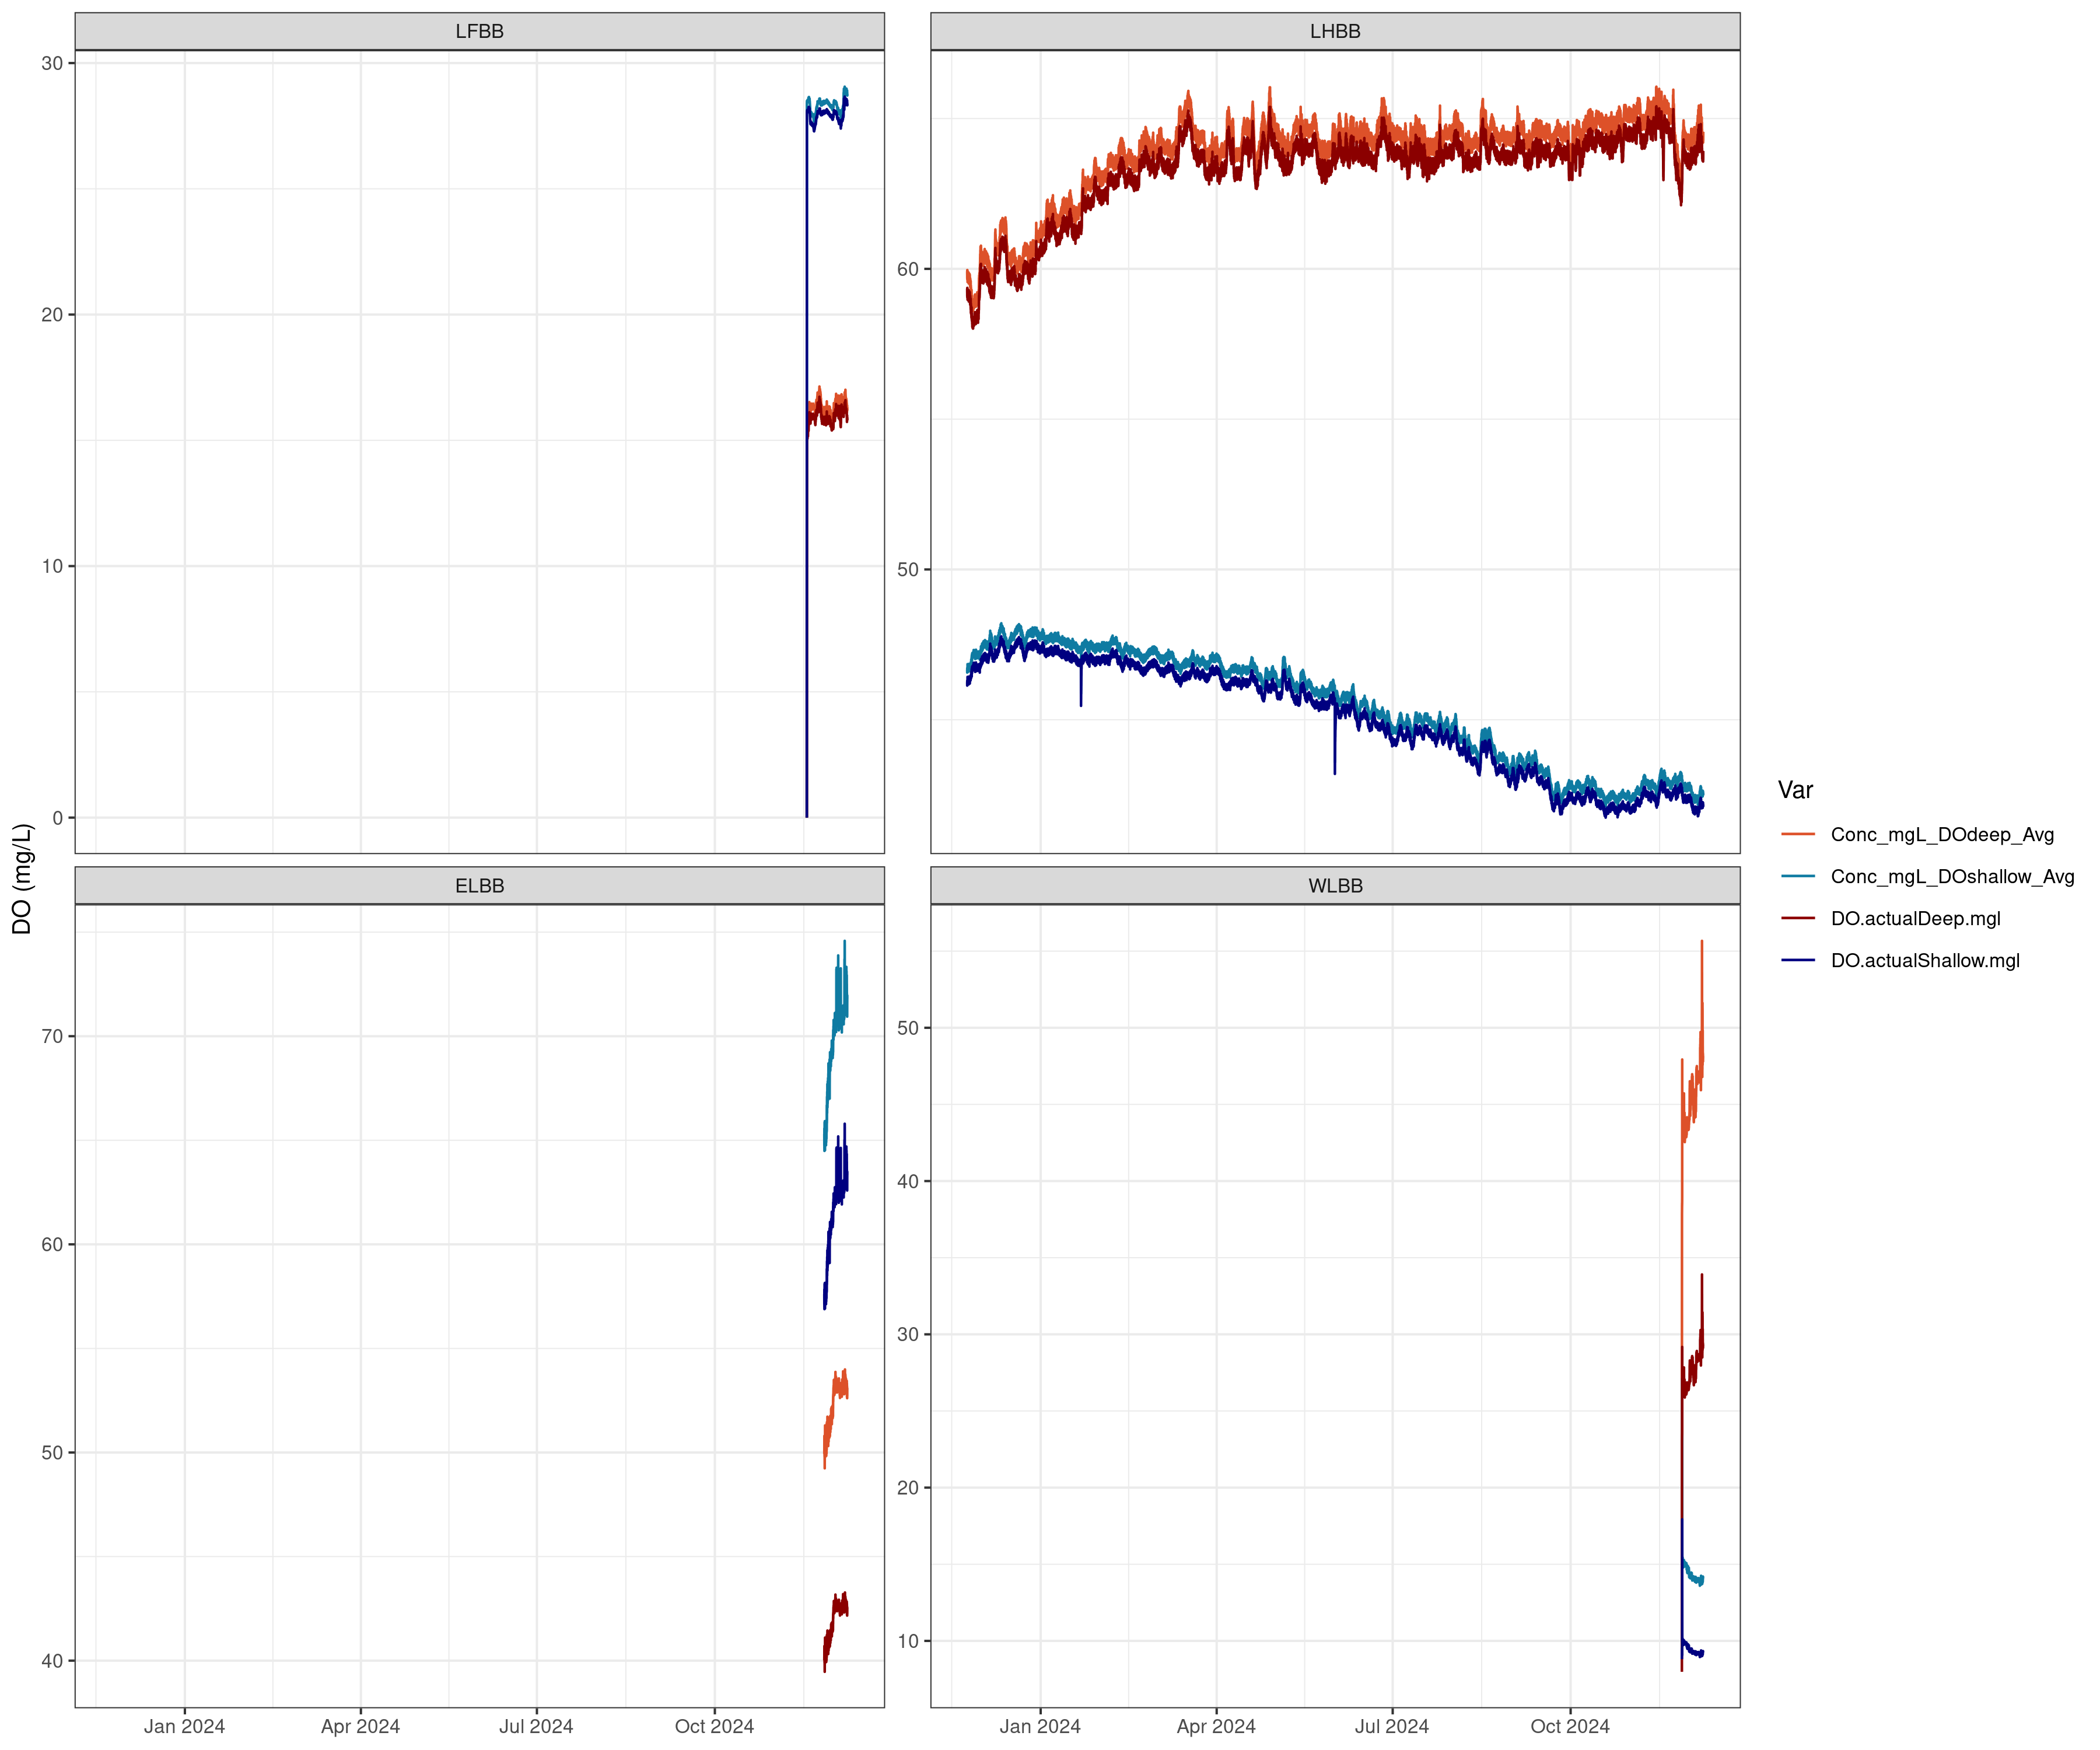 LFBB
LHBB
30
20
10
0
60
50
DO (mg/L)
ELBB
WLBB
70
60
50
40
50
40
30
20
10
Jan 2024 Apr 2024 Jul 2024 Oct 2024
Jan 2024 Apr 2024 Jul 2024 Oct 2024
Var
Conc_mgL_DOdeep_Avg
Conc_mgL_DOshallow_Avg
DO.actualDeep.mgl
DO.actualShallow.mgl